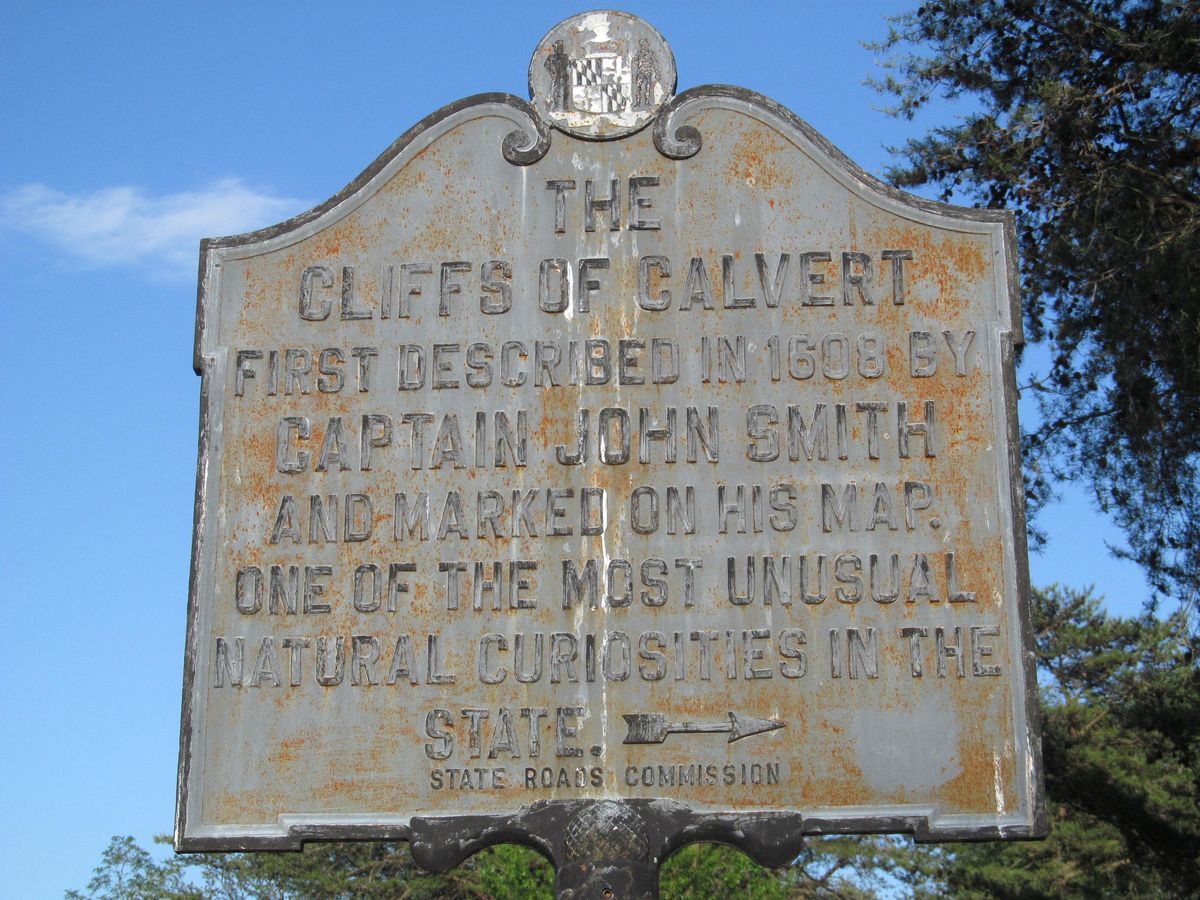 THE
CLIFFS OF CALVERT
FIRST DESCRIBED IN 1608 BY
CAPTAIN JOHN SMITH
AND MARKED ON HIS MAP.
ONE OF THE MOST UNUSUAL
NATURAL CURIOSITIES IN THE
STATE.
STATE ROADS COMMISSION